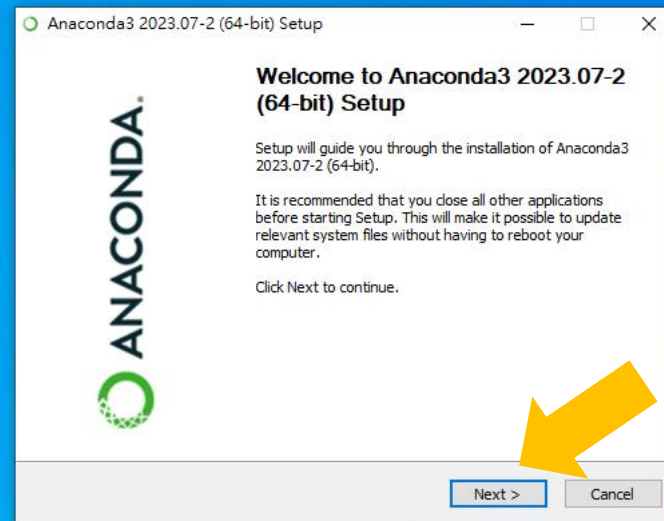 Anaconda3 2023.07-2 (64-bit) Setup
Welcome to Anaconda3 2023.07-2
(64-bit) Setup
Setup will guide you through the installation of Anaconda3
2023.07-2 (64-bit).
It is recommended that you close all other applications
before starting Setup. This will make it possible to update
relevant system files without having to reboot your
computer.
Click Next to continue.
ANACONDA.
Next >
Cancel